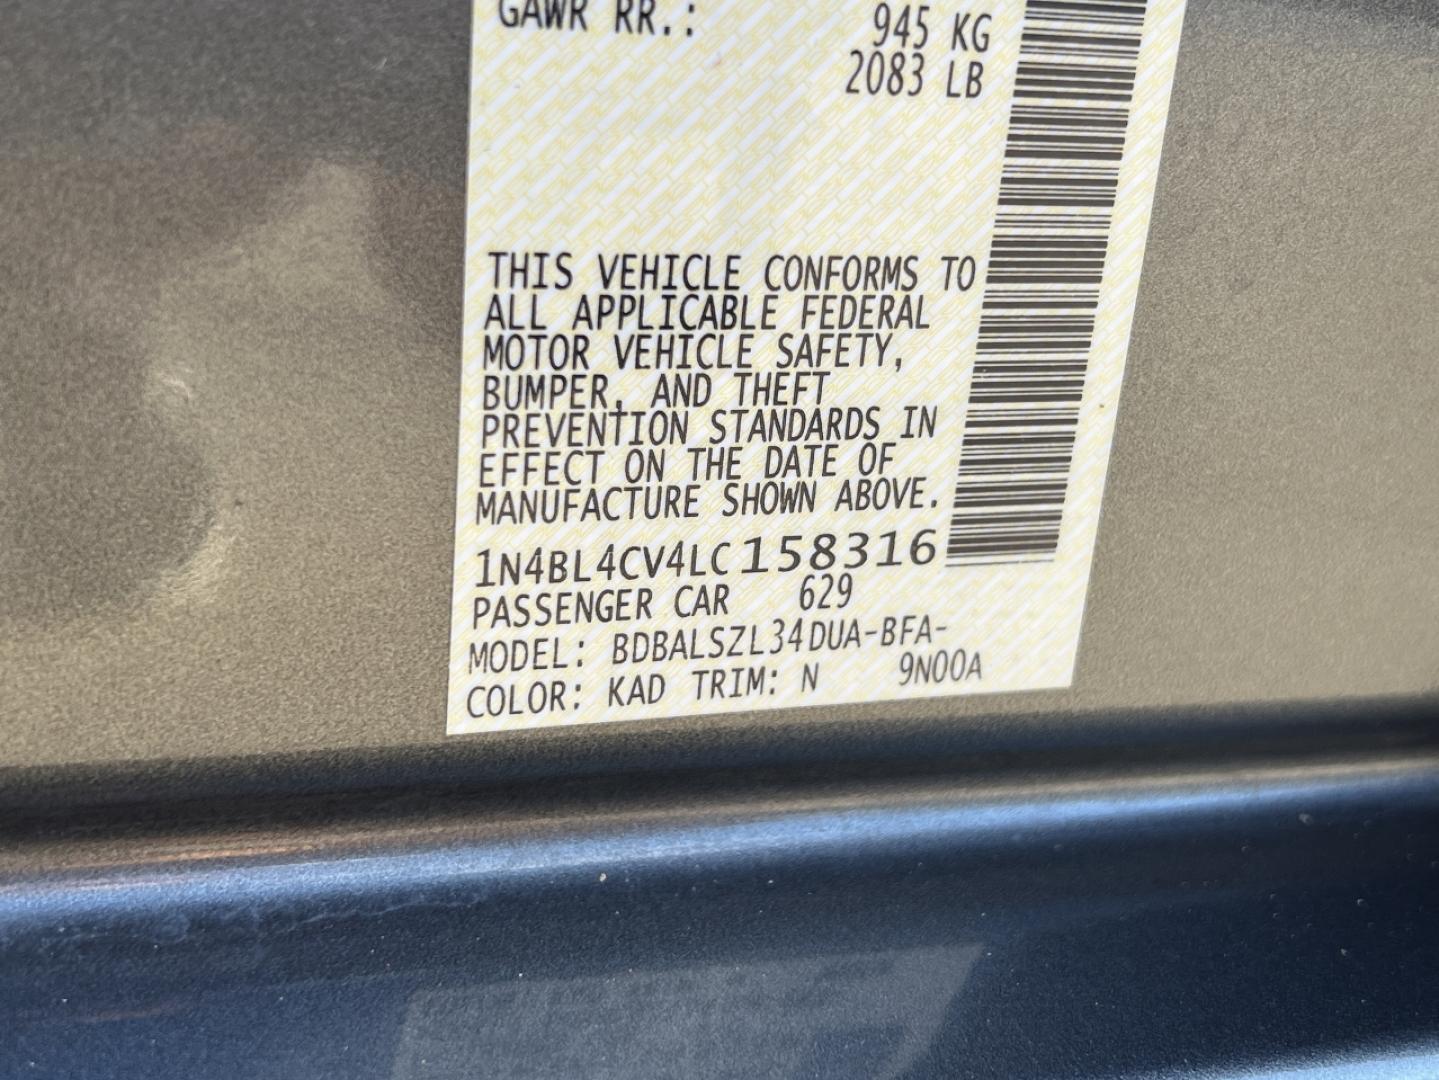 GAWR RR.: 945 KG
2083 LB
THIS VEHICLE CONFORMS TO
ALL APPLICABLE FEDERAL
MOTOR VEHICLE SAFETY,
BUMPER, AND THEFT
PREVENTION STANDARDS IN
EFFECT ON THE DATE OF
MANUFACTURE SHOWN ABOVE.
1N4BL4CV4LC158316
PASSENGER CAR 629
MODEL: BDBALSZL34DUA-BFA-
COLOR: KAD TRIM: N 9N00A